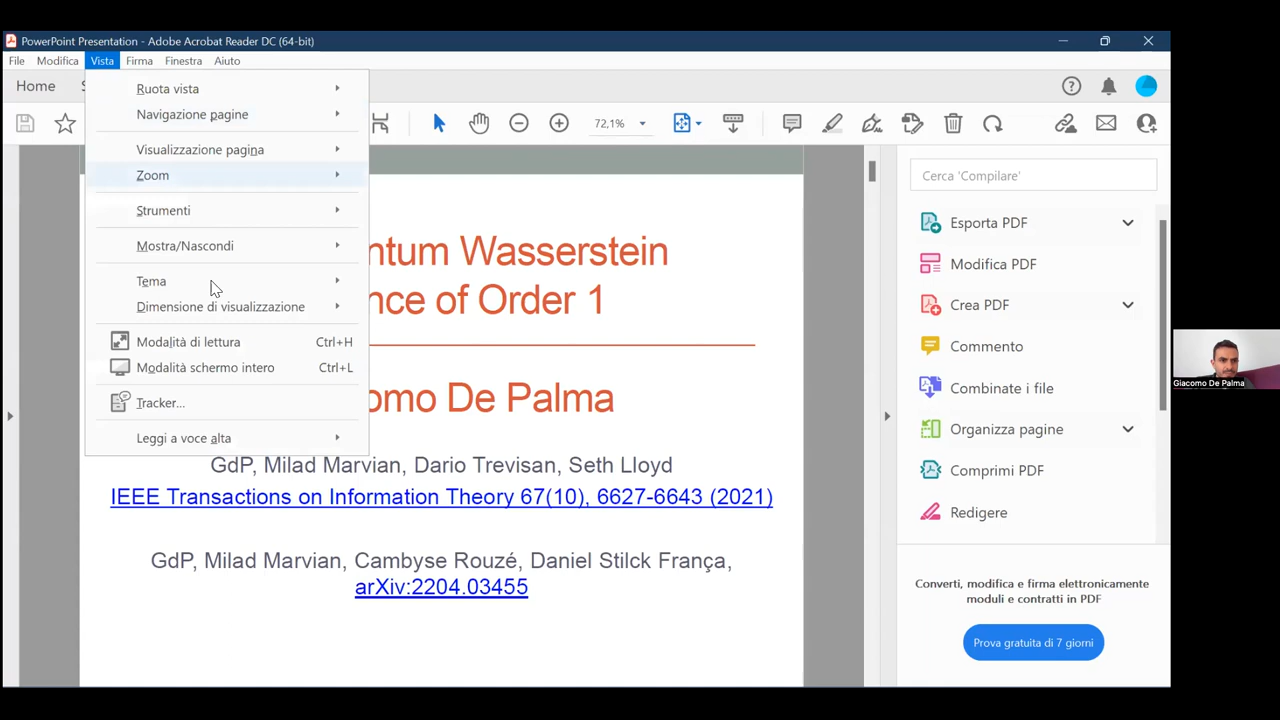 PowerPoint Presentation - Adobe Acrobat Reader DC (64-bit)
File Modifica Vista Firma Finestra Aiuto
Home S
Ruota vista
Navigazione pagine
Visualizzazione pagina
Zoom
Strumenti
Mostra/Nascondi
Tema
Dimensione di visualizzazione
Modalità di lettura Ctrl+H
Modalità schermo intero Ctrl+L
Tracker...
Leggi a voce alta
72,1%
ntum Wasserstein
nce of Order 1
omo De Palma
GdP, Milad Marvian, Dario Trevisan, Seth Lloyd
IEEE Transactions on Information Theory 67(10), 6627-6643 (2021)
GdP, Milad Marvian, Cambyse Rouzé, Daniel Stilck França,
arXiv:2204.03455
Cerca 'Compilare'
Esporta PDF
Modifica PDF
Crea PDF
Commento
Combinate i file
Organizza pagine
Comprimi PDF
Redigere
Converti, modifica e firma elettronicamente
moduli e contratti in PDF
Prova gratuita di 7 giorni
Giacomo De Palma